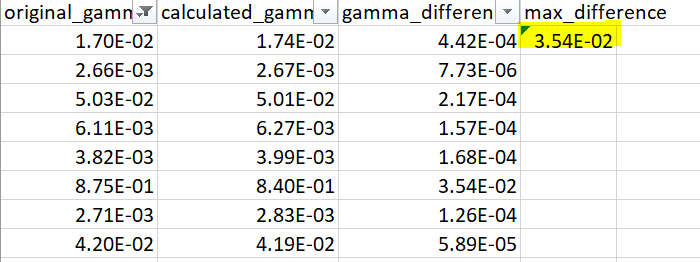 original_gamm calculated_gamm gamma_differen max_difference
1.70E-02 1.74E-02 4.42E-04 3.54E-02
2.66E-03 2.67E-03 7.73E-06
5.03E-02 5.01E-02 2.17E-04
6.11E-03 6.27E-03 1.57E-04
3.82E-03 3.99E-03 1.68E-04
8.75E-01 8.40E-01 3.54E-02
2.71E-03 2.83E-03 1.26E-04
4.20E-02 4.19E-02 5.89E-05